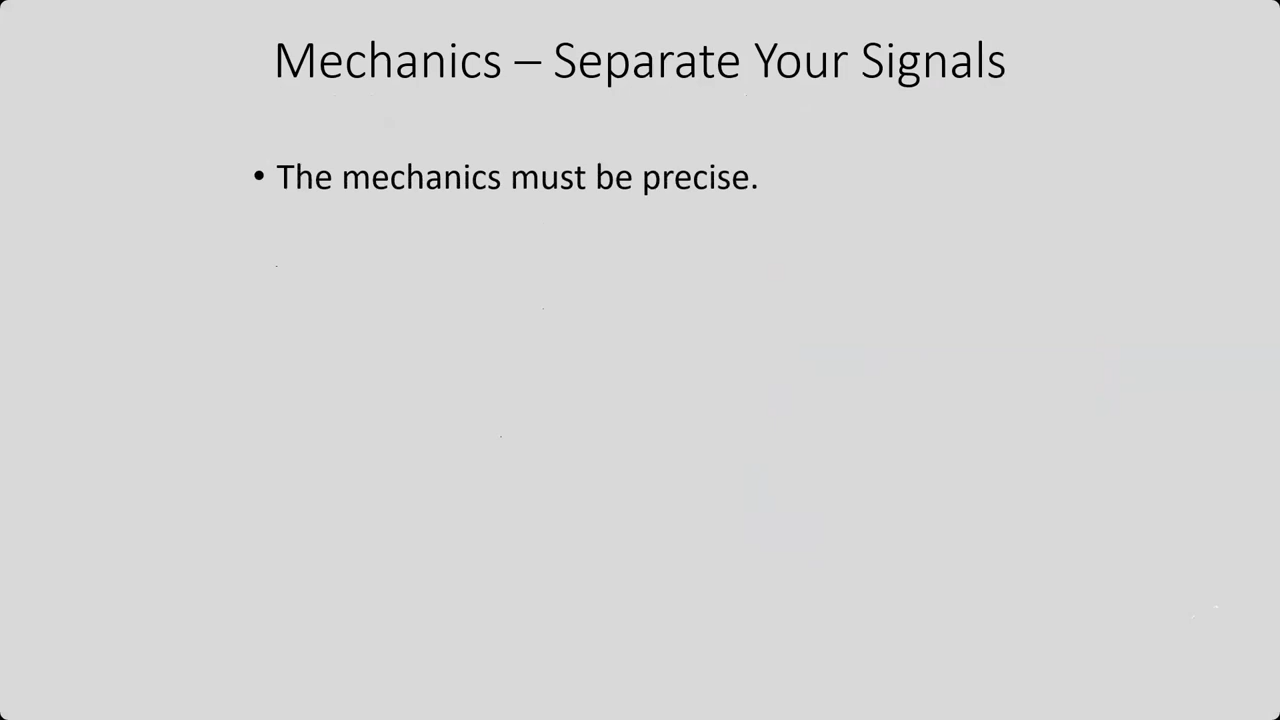 Mechanics – Separate Your Signals
• The mechanics must be precise.